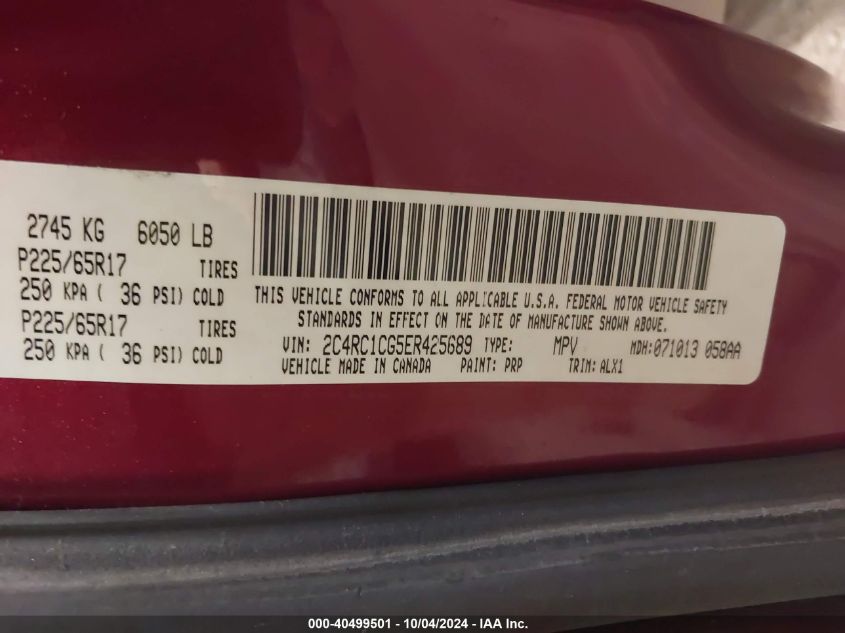 2745 KG 6050 LB
P225/65R17 TIRES
250 KPA ( 36 PSI) COLD
P225/65R17 TIRES
250 KPA ( 36 PSI) COLD
THIS VEHICLE CONFORMS TO ALL APPLICABLE U.S.A. FEDERAL MOTOR VEHICLE SAFETY
STANDARDS IN EFFECT ON THE DATE OF MANUFACTURE SHOWN ABOVE.
VIN: 2C4RC1CG5ER425689 TYPE: MPV MDH:071013 058AA
VEHICLE MADE IN CANADA PAINT: PRP TRIM: ALX1
000-40499501 - 10/04/2024 - IAA Inc.